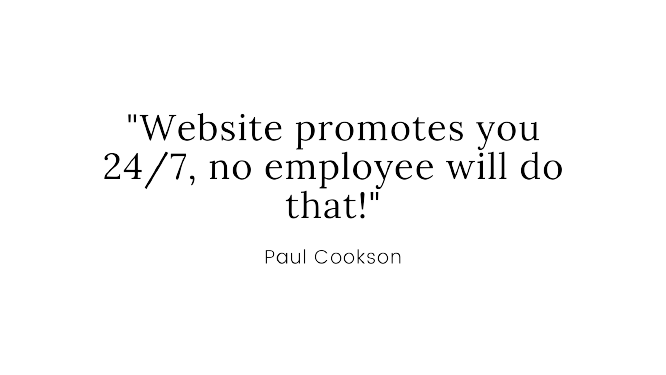 "Website promotes you
24/7, no employee will do
that!"
Paul Cookson